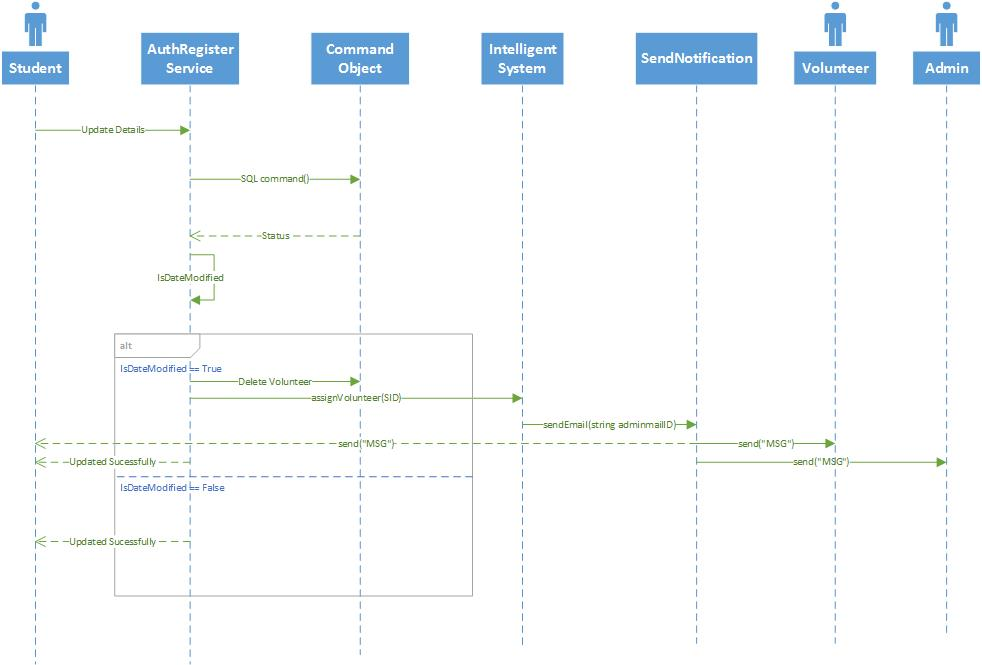 Student
AuthRegister
Service
Command
Object
Intelligent
System
SendNotification
Volunteer
Admin
Update Details
SQL command()
Status
IsDateModified
alt
IsDateModified == True
Delete Volunteer
assignVolunteer(SID)
sendEmail(string adminmailID)
send("MSG")
send("MSG")
Updated Sucessfully
send("MSG")
IsDateModified == False
Updated Sucessfully